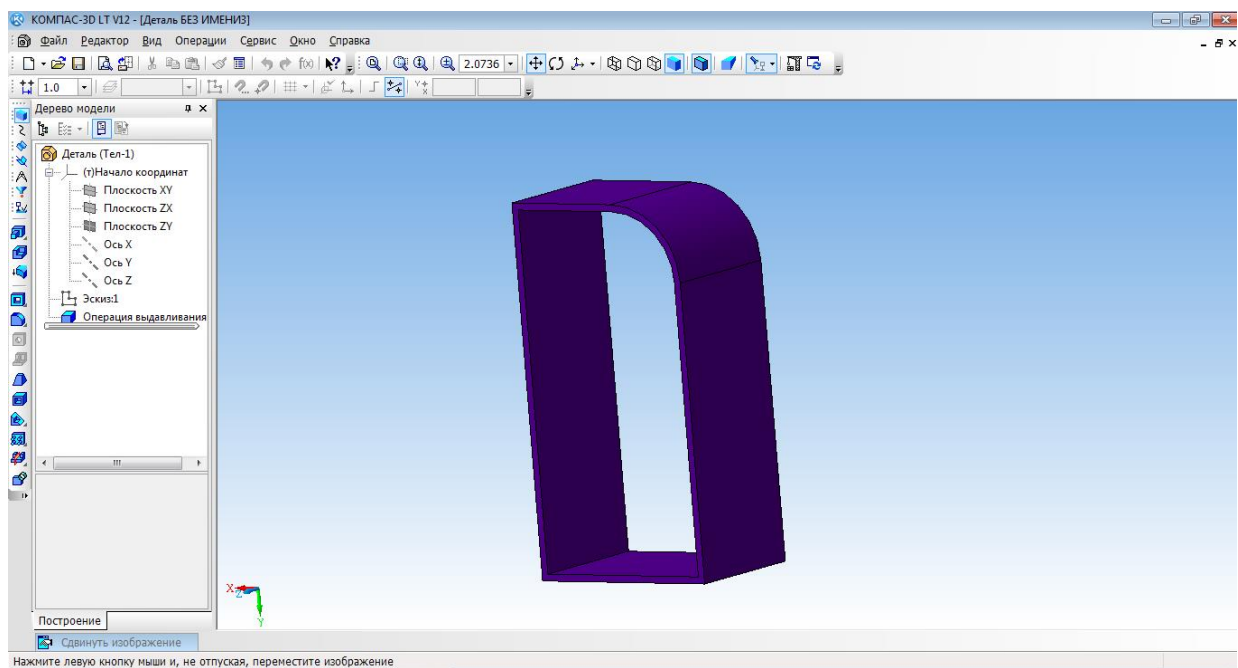 КОМПАС-3D LT V12 - [Деталь БЕЗ ИМЕНИ3]
Файл Редактор Вид Операции Сервис Окно Справка
2.0736
1.0
Дерево модели
Деталь (Тел-1)
(т)Начало координат
Плоскость XY
Плоскость ZX
Плоскость ZY
Ось X
Ось Y
Ось Z
Эскиз:1
Операция выдавливания
X
Z
Y
Построение
Сдвинуть изображение
Нажмите левую кнопку мыши и, не отпуская, переместите изображение